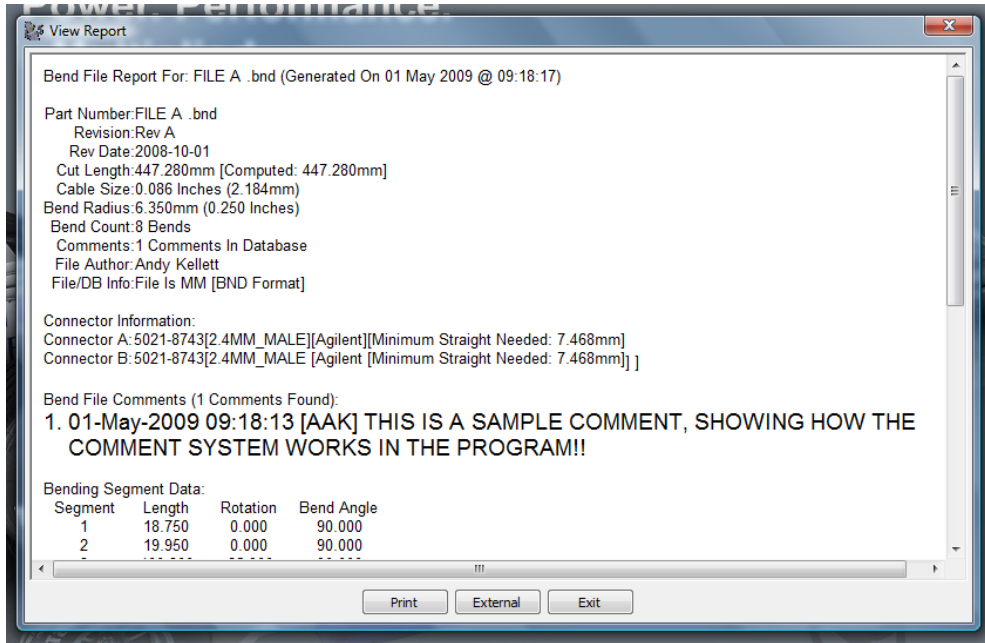 Power. Performance.
View Report
Bend File Report For: FILE A .bnd (Generated On 01 May 2009 @ 09:18:17)
Part Number:FILE A .bnd
Revision:Rev A
Rev Date:2008-10-01
Cut Length:447.280mm [Computed: 447.280mm]
Cable Size:0.086 Inches (2.184mm)
Bend Radius:6.350mm (0.250 Inches)
Bend Count:8 Bends
Comments:1 Comments In Database
File Author:Andy Kellett
File/DB Info:File Is MM [BND Format]
Connector Information:
Connector A:5021-8743[2.4MM_MALE][Agilent][Minimum Straight Needed: 7.468mm]
Connector B:5021-8743[2.4MM_MALE [Agilent [Minimum Straight Needed: 7.468mm]] ]
Bend File Comments (1 Comments Found):
1. 01-May-2009 09:18:13 [AAK] THIS IS A SAMPLE COMMENT, SHOWING HOW THE
COMMENT SYSTEM WORKS IN THE PROGRAM!!
Bending Segment Data:
Segment Length Rotation Bend Angle
1 18.750 0.000 90.000
2 19.950 0.000 90.000
Print External Exit